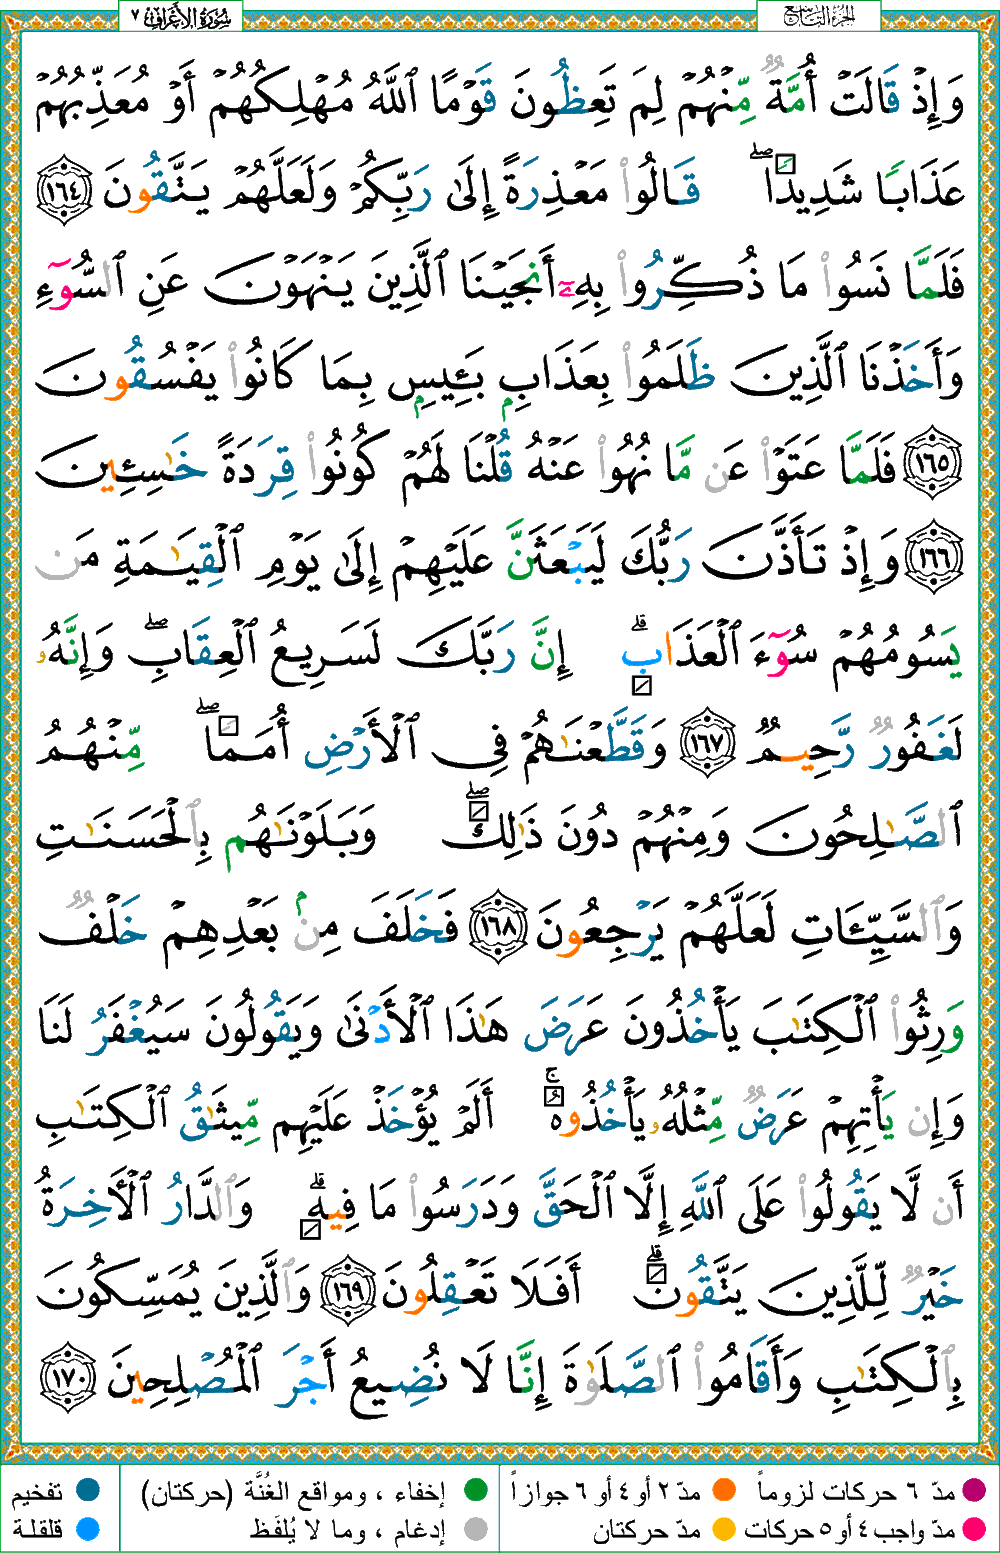 الجزء التاسع
سُورَةُ الأَعْرَاف ٧
وَإِذْ قَالَتْ أُمَّةٌ مِّنْهُمْ لِمَ تَعِظُونَ قَوْمًا ٱللَّهُ مُهْلِكُهُمْ أَوْ مُعَذِّبُهُمْ
عَذَابًا شَدِيدًا ۖ قَالُوا۟ مَعْذِرَةً إِلَىٰ رَبِّكُمْ وَلَعَلَّهُمْ يَتَّقُونَ ١٦٤
فَلَمَّا نَسُوا۟ مَا ذُكِّرُوا۟ بِهِۦٓ أَنجَيْنَا ٱلَّذِينَ يَنْهَوْنَ عَنِ ٱلسُّوٓءِ
وَأَخَذْنَا ٱلَّذِينَ ظَلَمُوا۟ بِعَذَابٍۭ بَـِٔيسٍۭ بِمَا كَانُوا۟ يَفْسُقُونَ
١٦٥ فَلَمَّا عَتَوْا۟ عَن مَّا نُهُوا۟ عَنْهُ قُلْنَا لَهُمْ كُونُوا۟ قِرَدَةً خَـٰسِـِٔينَ
١٦٦ وَإِذْ تَأَذَّنَ رَبُّكَ لَيَبْعَثَنَّ عَلَيْهِمْ إِلَىٰ يَوْمِ ٱلْقِيَـٰمَةِ مَن
يَسُومُهُمْ سُوٓءَ ٱلْعَذَابِ ۗ إِنَّ رَبَّكَ لَسَرِيعُ ٱلْعِقَابِ ۖ وَإِنَّهُۥ
لَغَفُورٌ رَّحِيمٌ ١٦٧ وَقَطَّعْنَـٰهُمْ فِى ٱلْأَرْضِ أُمَمًا ۖ مِّنْهُمُ
ٱلصَّـٰلِحُونَ وَمِنْهُمْ دُونَ ذَٰلِكَ ۖ وَبَلَوْنَـٰهُم بِٱلْحَسَنَـٰتِ
وَٱلسَّيِّـَٔاتِ لَعَلَّهُمْ يَرْجِعُونَ ١٦٨ فَخَلَفَ مِنۢ بَعْدِهِمْ خَلْفٌ
وَرِثُوا۟ ٱلْكِتَـٰبَ يَأْخُذُونَ عَرَضَ هَـٰذَا ٱلْأَدْنَىٰ وَيَقُولُونَ سَيُغْفَرُ لَنَا
وَإِن يَأْتِهِمْ عَرَضٌ مِّثْلُهُۥ يَأْخُذُوهُ ۚ أَلَمْ يُؤْخَذْ عَلَيْهِم مِّيثَـٰقُ ٱلْكِتَـٰبِ
أَن لَّا يَقُولُوا۟ عَلَى ٱللَّهِ إِلَّا ٱلْحَقَّ وَدَرَسُوا۟ مَا فِيهِ ۗ وَٱلدَّارُ ٱلْـَٔاخِرَةُ
خَيْرٌ لِّلَّذِينَ يَتَّقُونَ ۗ أَفَلَا تَعْقِلُونَ ١٦٩ وَٱلَّذِينَ يُمَسِّكُونَ
بِٱلْكِتَـٰبِ وَأَقَامُوا۟ ٱلصَّلَوٰةَ إِنَّا لَا نُضِيعُ أَجْرَ ٱلْمُصْلِحِينَ ١٧٠
مدّ ٦ حركات لزوماً مدّ ٢ أو ٤ أو ٦ جوازاً إخفاء ، ومواقع الغُنَّة (حركتان) تفخيم
مدّ واجب ٤ أو ٥ حركات مدّ حركتان إدغام ، وما لا يُلفَظ قلقلة